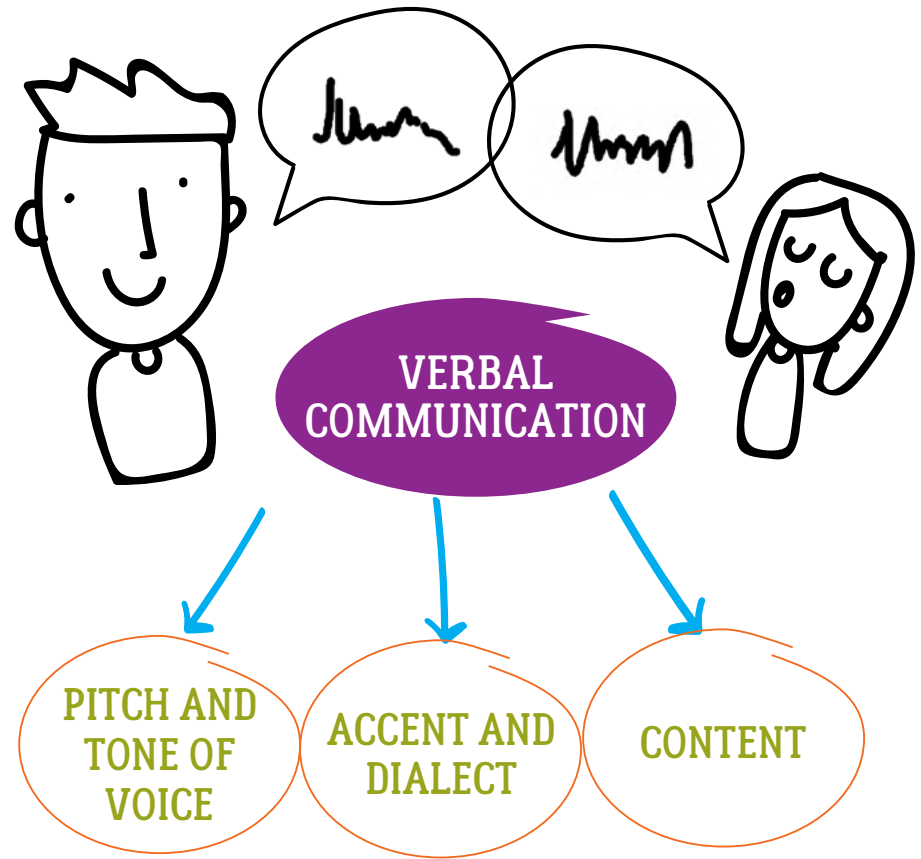 VERBAL
COMMUNICATION
PITCH AND
TONE OF
VOICE
ACCENT AND
DIALECT
CONTENT